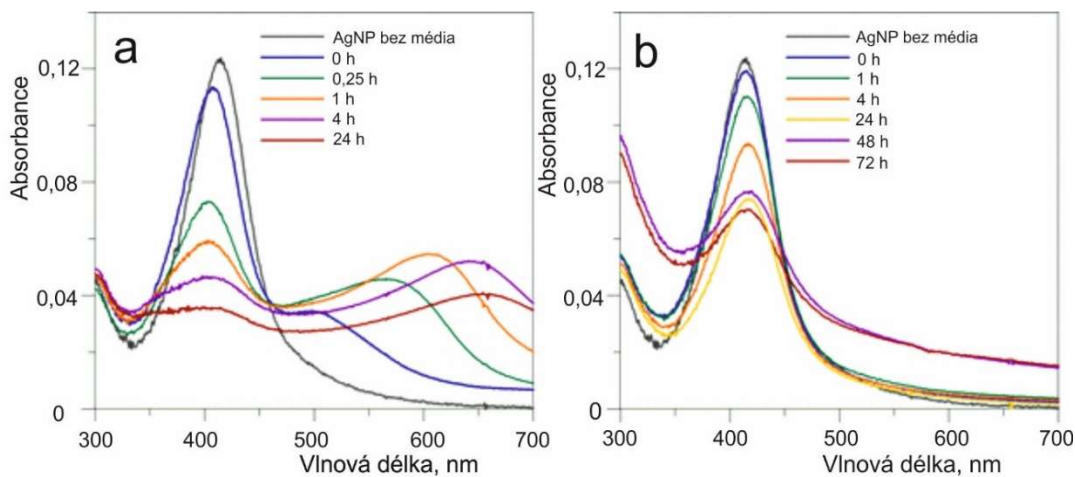 a
AgNP bez média
0 h
0,25 h
1 h
4 h
24 h
0,12
0,08
0,04
0
Absorbance
300
400
500
600
700
Vlnová délka, nm
b
AgNP bez média
0 h
1 h
4 h
24 h
48 h
72 h
0,12
0,08
0,04
0
Absorbance
300
400
500
600
700
Vlnová délka, nm